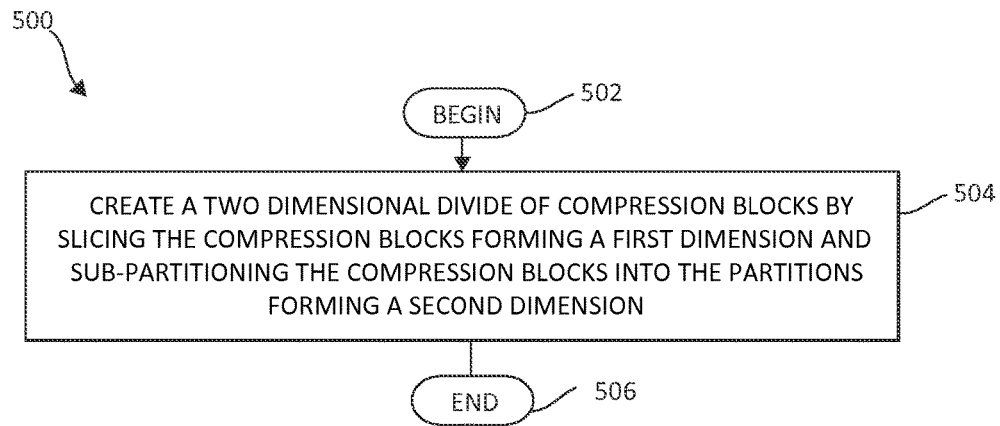 500
BEGIN
502
CREATE A TWO DIMENSIONAL DIVIDE OF COMPRESSION BLOCKS BY
SLICING THE COMPRESSION BLOCKS FORMING A FIRST DIMENSION AND
SUB-PARTITIONING THE COMPRESSION BLOCKS INTO THE PARTITIONS
FORMING A SECOND DIMENSION
504
END
506